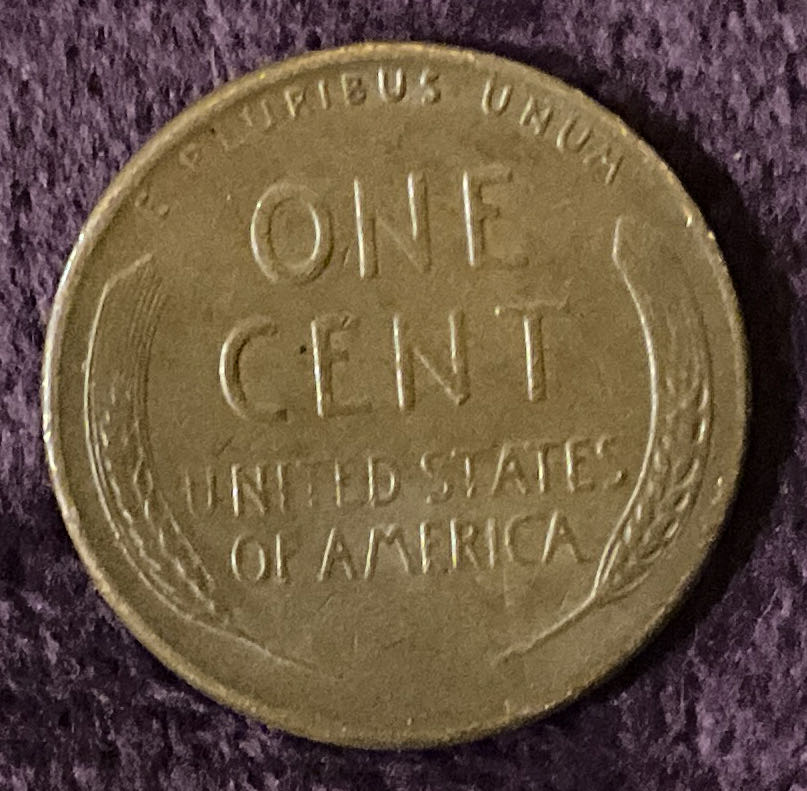 E PLURIBUS UNUM
ONE
CENT
UNITED STATES
OF AMERICA